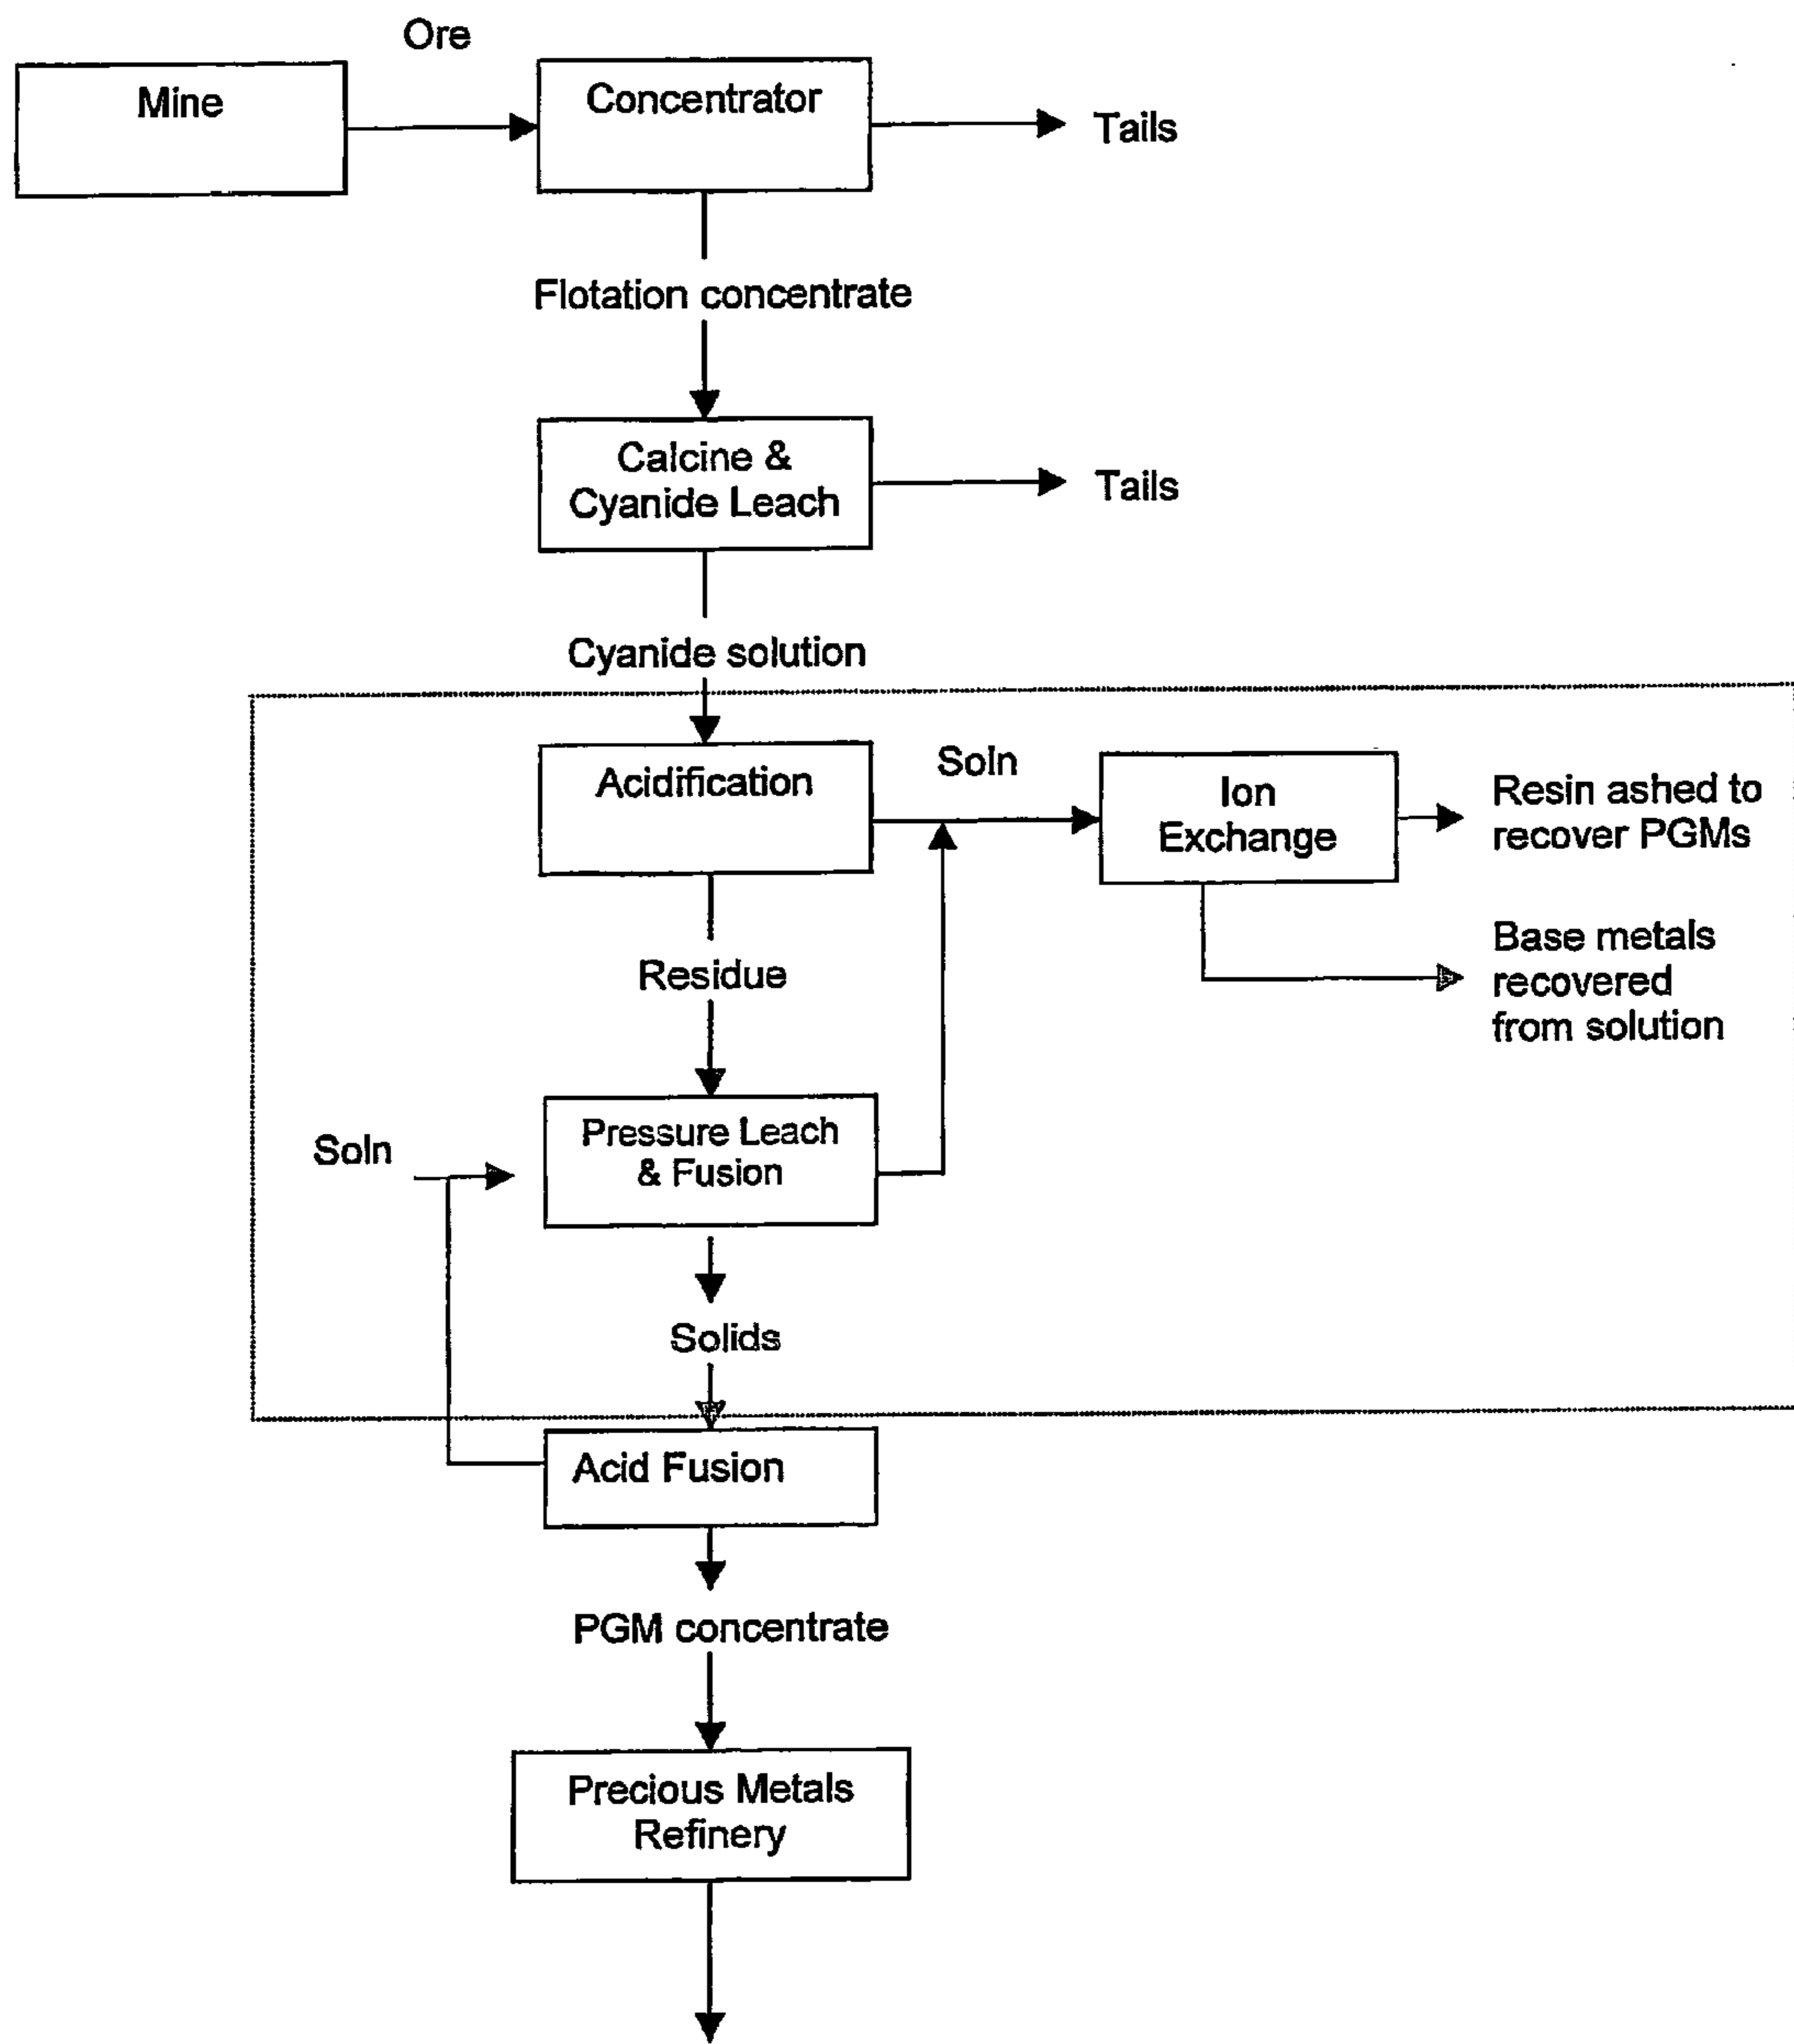 Ore
Mine
Concentrator
Tails
Flotation concentrate
Calcine &
Cyanide Leach
Tails
Cyanide solution
Acidification
Soln
Ion
Exchange
Resin ashed to
recover PGMs
Base metals
recovered
from solution
Residue
Pressure Leach
& Fusion
Soln
Solids
Acid Fusion
PGM concentrate
Precious Metals
Refinery